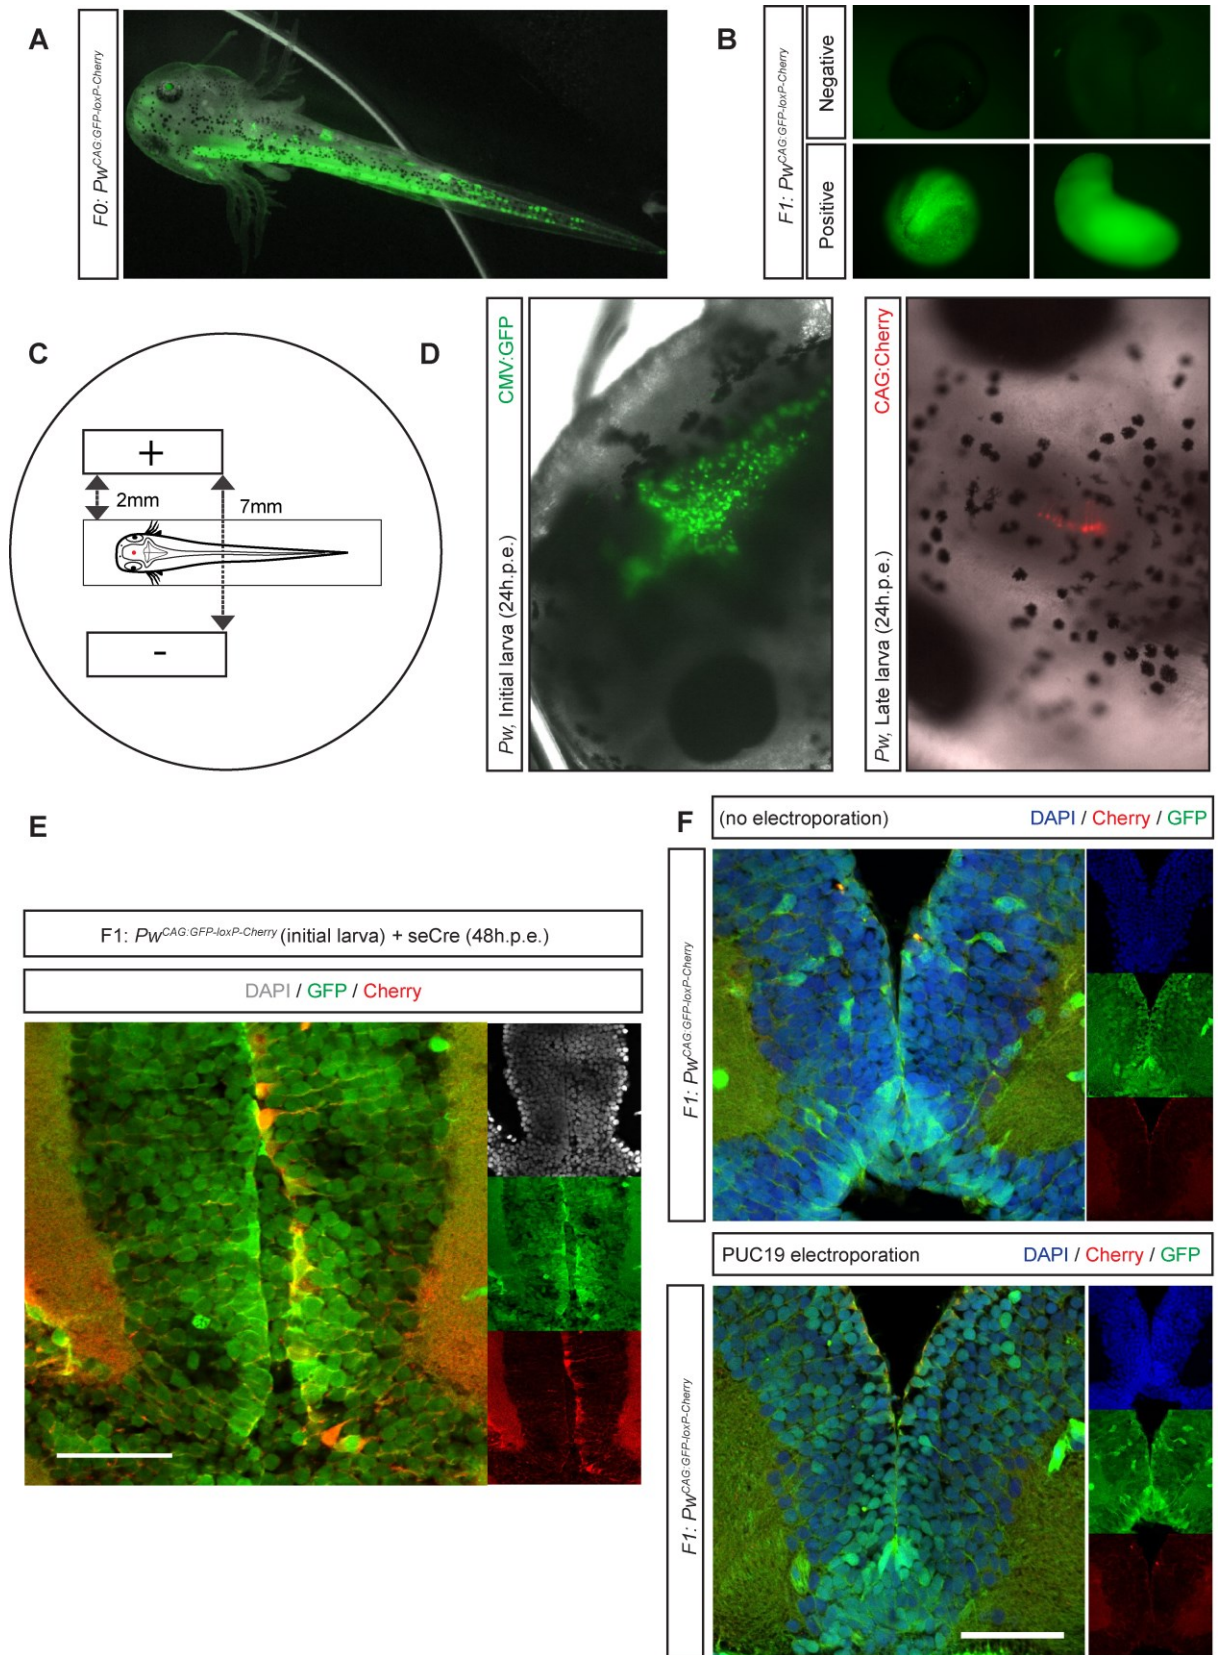 A
F0: Pw^CAG:GFP-loxP-Cherry
B
F1: Pw^CAG:GFP-loxP-Cherry
Negative
Positive
C
+
2mm
7mm
-
D
Pw, Initial larva (24h.p.e.) CMV:GFP
Pw, Late larva (24h.p.e.) CAG:Cherry
E
F1: Pw^CAG:GFP-loxP-Cherry (initial larva) + seCre (48h.p.e.)
DAPI / GFP / Cherry
F
(no electroporation) DAPI / Cherry / GFP
F1: Pw^CAG:GFP-loxP-Cherry
PUC19 electroporation DAPI / Cherry / GFP
F1: Pw^CAG:GFP-loxP-Cherry